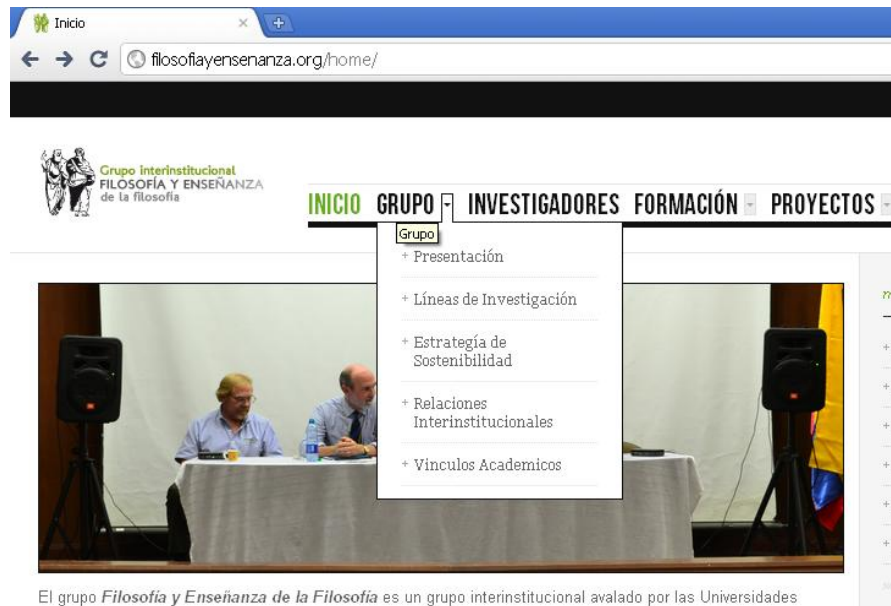 Inicio
filosofiayensenanza.org/home/
Grupo interinstitucional
FILOSOFÍA Y ENSEÑANZA
de la filosofía
INICIO GRUPO INVESTIGADORES FORMACIÓN PROYECTOS
Grupo
+ Presentación
+ Líneas de Investigación
+ Estrategía de
Sostenibilidad
+ Relaciones
Interinstitucionales
+ Vinculos Academicos
El grupo Filosofía y Enseñanza de la Filosofía es un grupo interinstitucional avalado por las Universidades